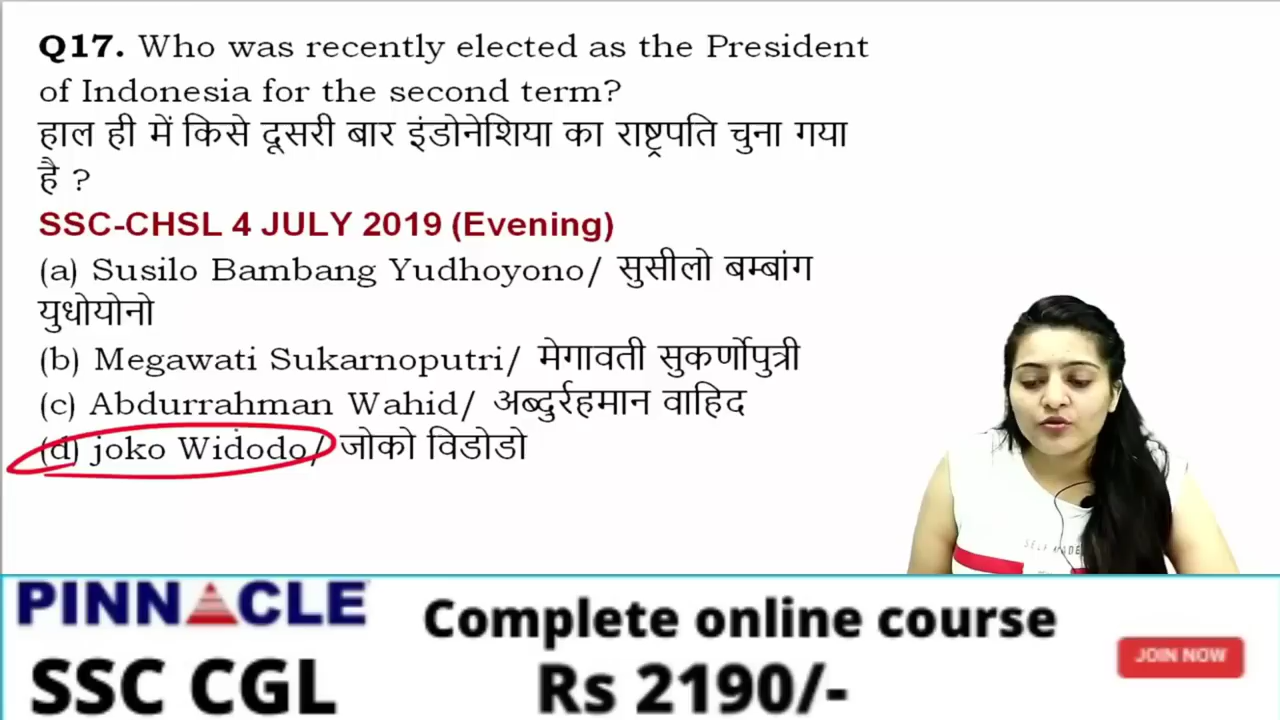 Q17. Who was recently elected as the President
of Indonesia for the second term?
हाल ही में किसे दूसरी बार इंडोनेशिया का राष्ट्रपति चुना गया
है ?
SSC-CHSL 4 JULY 2019 (Evening)
(a) Susilo Bambang Yudhoyono/ सुसीलो बम्बांग
युधोयोनो
(b) Megawati Sukarnoputri/ मेगावती सुकर्णोपुत्री
(c) Abdurrahman Wahid/ अब्दुर्रहमान वाहिद
(d) joko Widodo/ जोको विडोडो
SELF MADE
PINNACLE
SSC CGL
Complete online course
Rs 2190/-
JOIN NOW